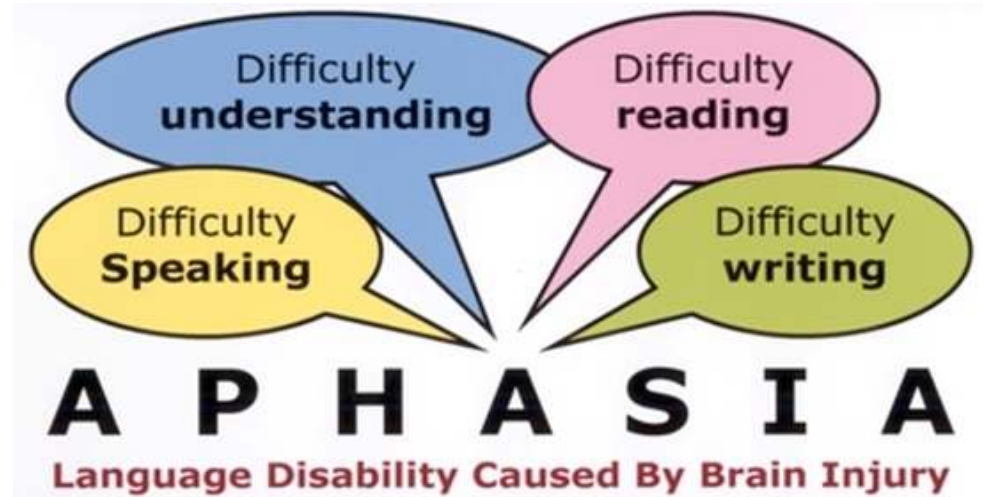 Difficulty
understanding
Difficulty
reading
Difficulty
Speaking
Difficulty
writing
APHASIA
Language Disability Caused By Brain Injury